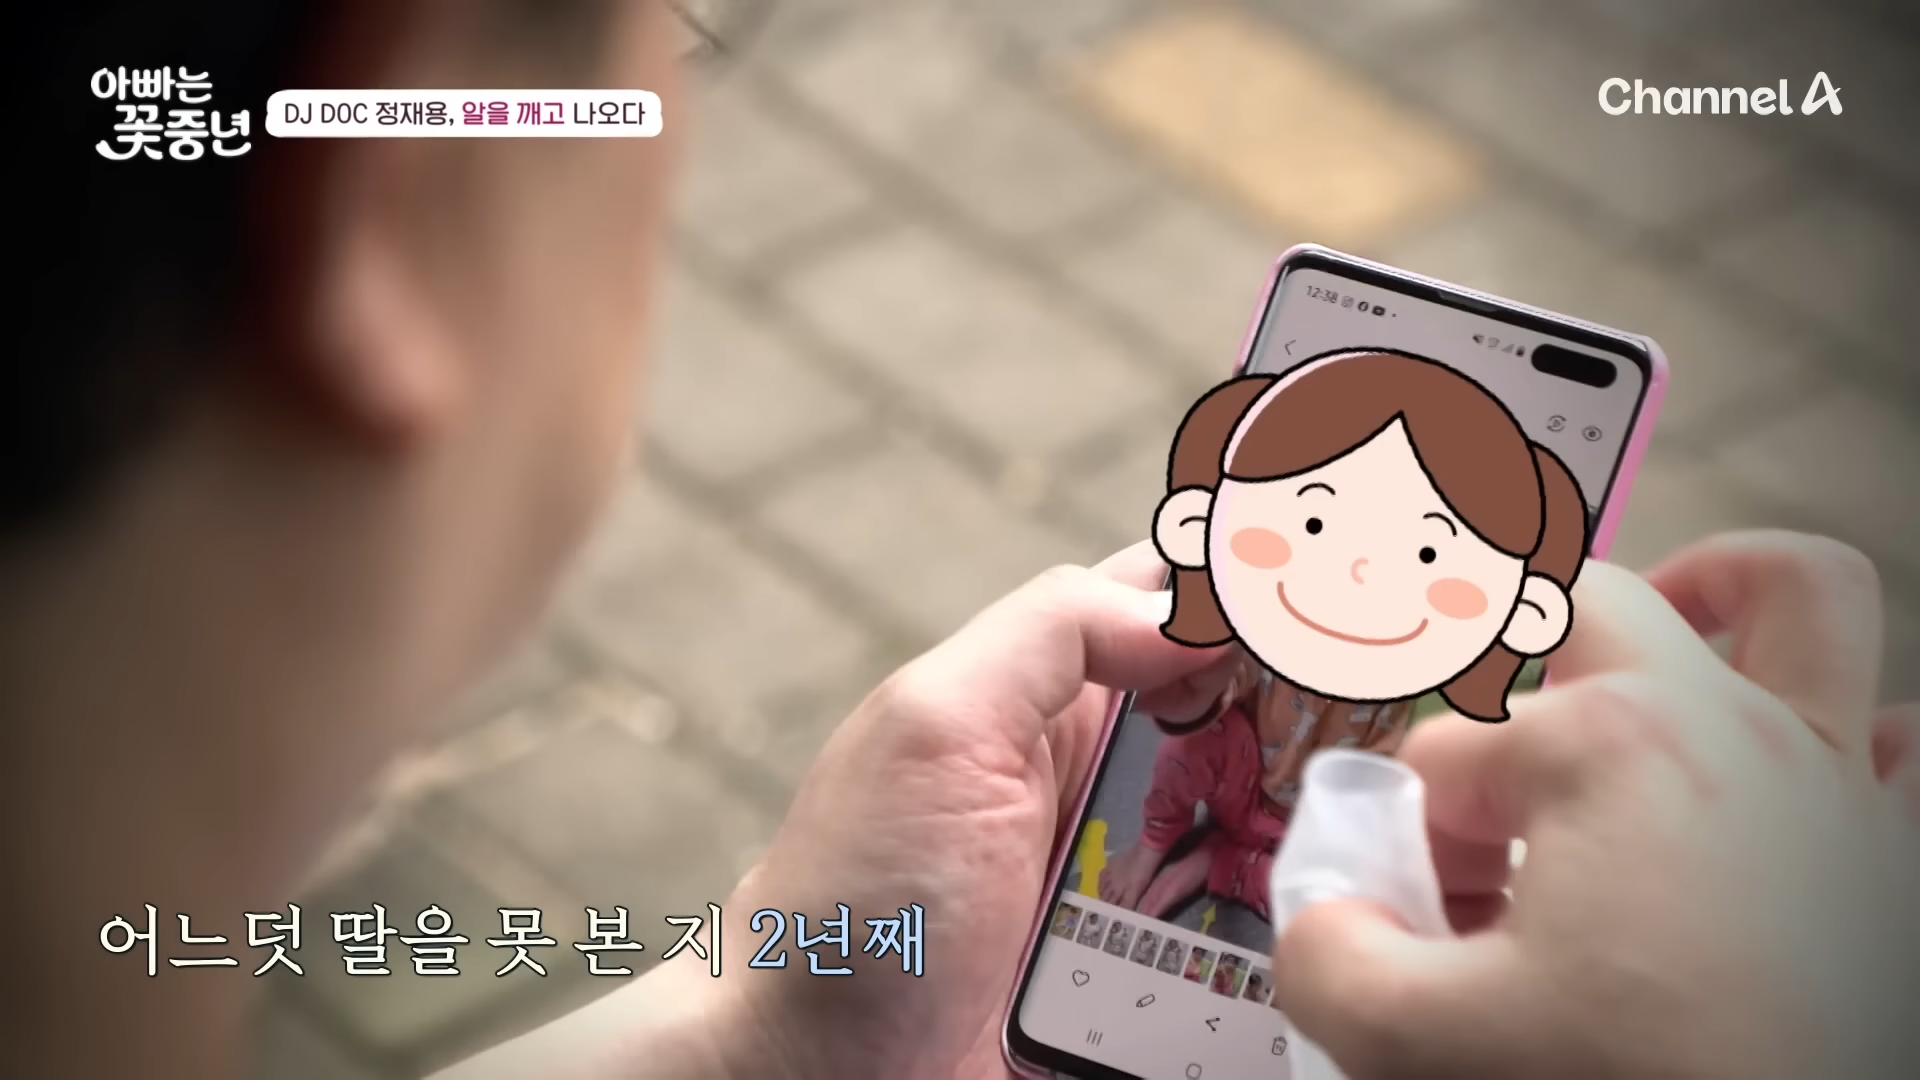 아빠는
꽃중년
DJ DOC 정재용, 알을 깨고 나오다
Channel A
12:38
어느덧 딸을 못 본 지 2년째